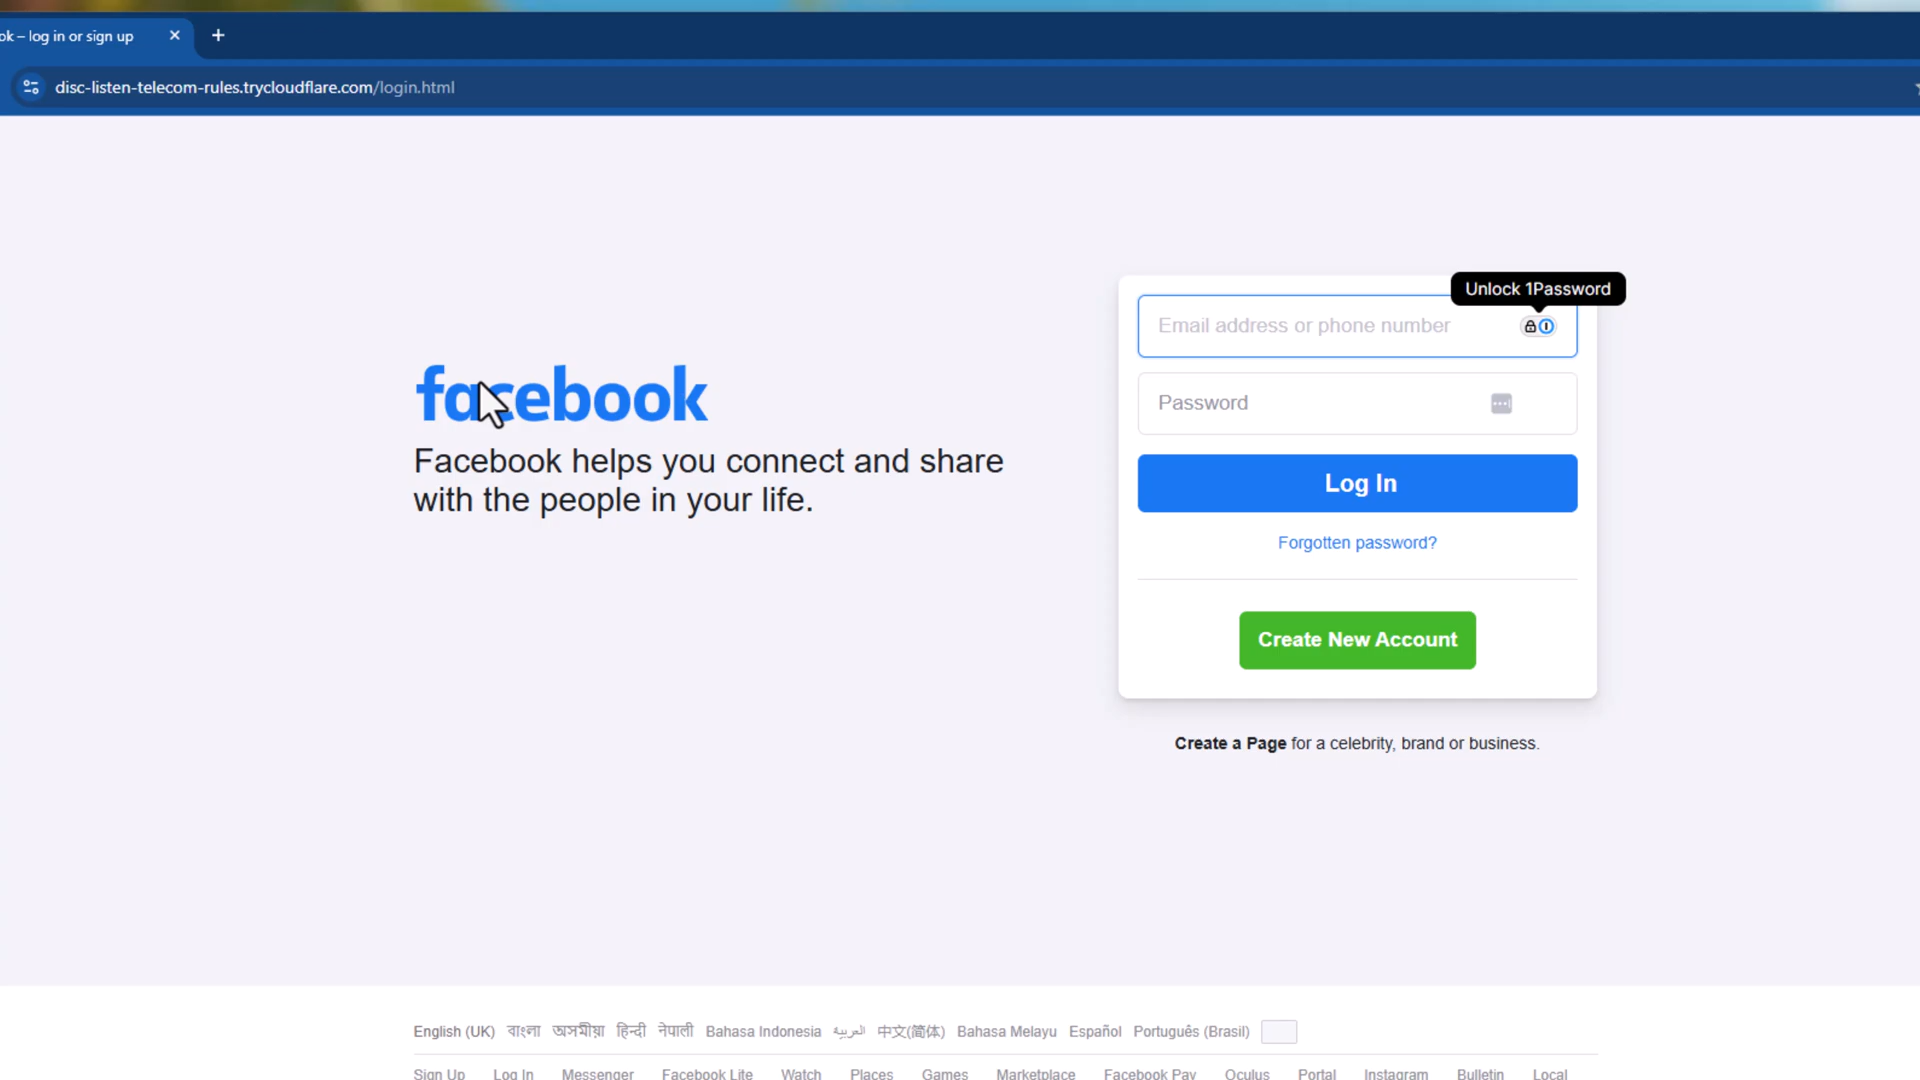 ok – log in or sign up
disc-listen-telecom-rules.trycloudflare.com/login.html
Unlock 1Password
Email address or phone number
facebook
Password
Facebook helps you connect and share
with the people in your life.
Log In
Forgotten password?
Create New Account
Create a Page for a celebrity, brand or business.
English (UK) বাংলা অসমীয়া हिन्दी नेपाली Bahasa Indonesia العربية 中文(简体) Bahasa Melayu Español Português (Brasil)
Sign Up Log In Messenger Facebook Lite Watch Places Games Marketplace Facebook Pay Oculus Portal Instagram Bulletin Local